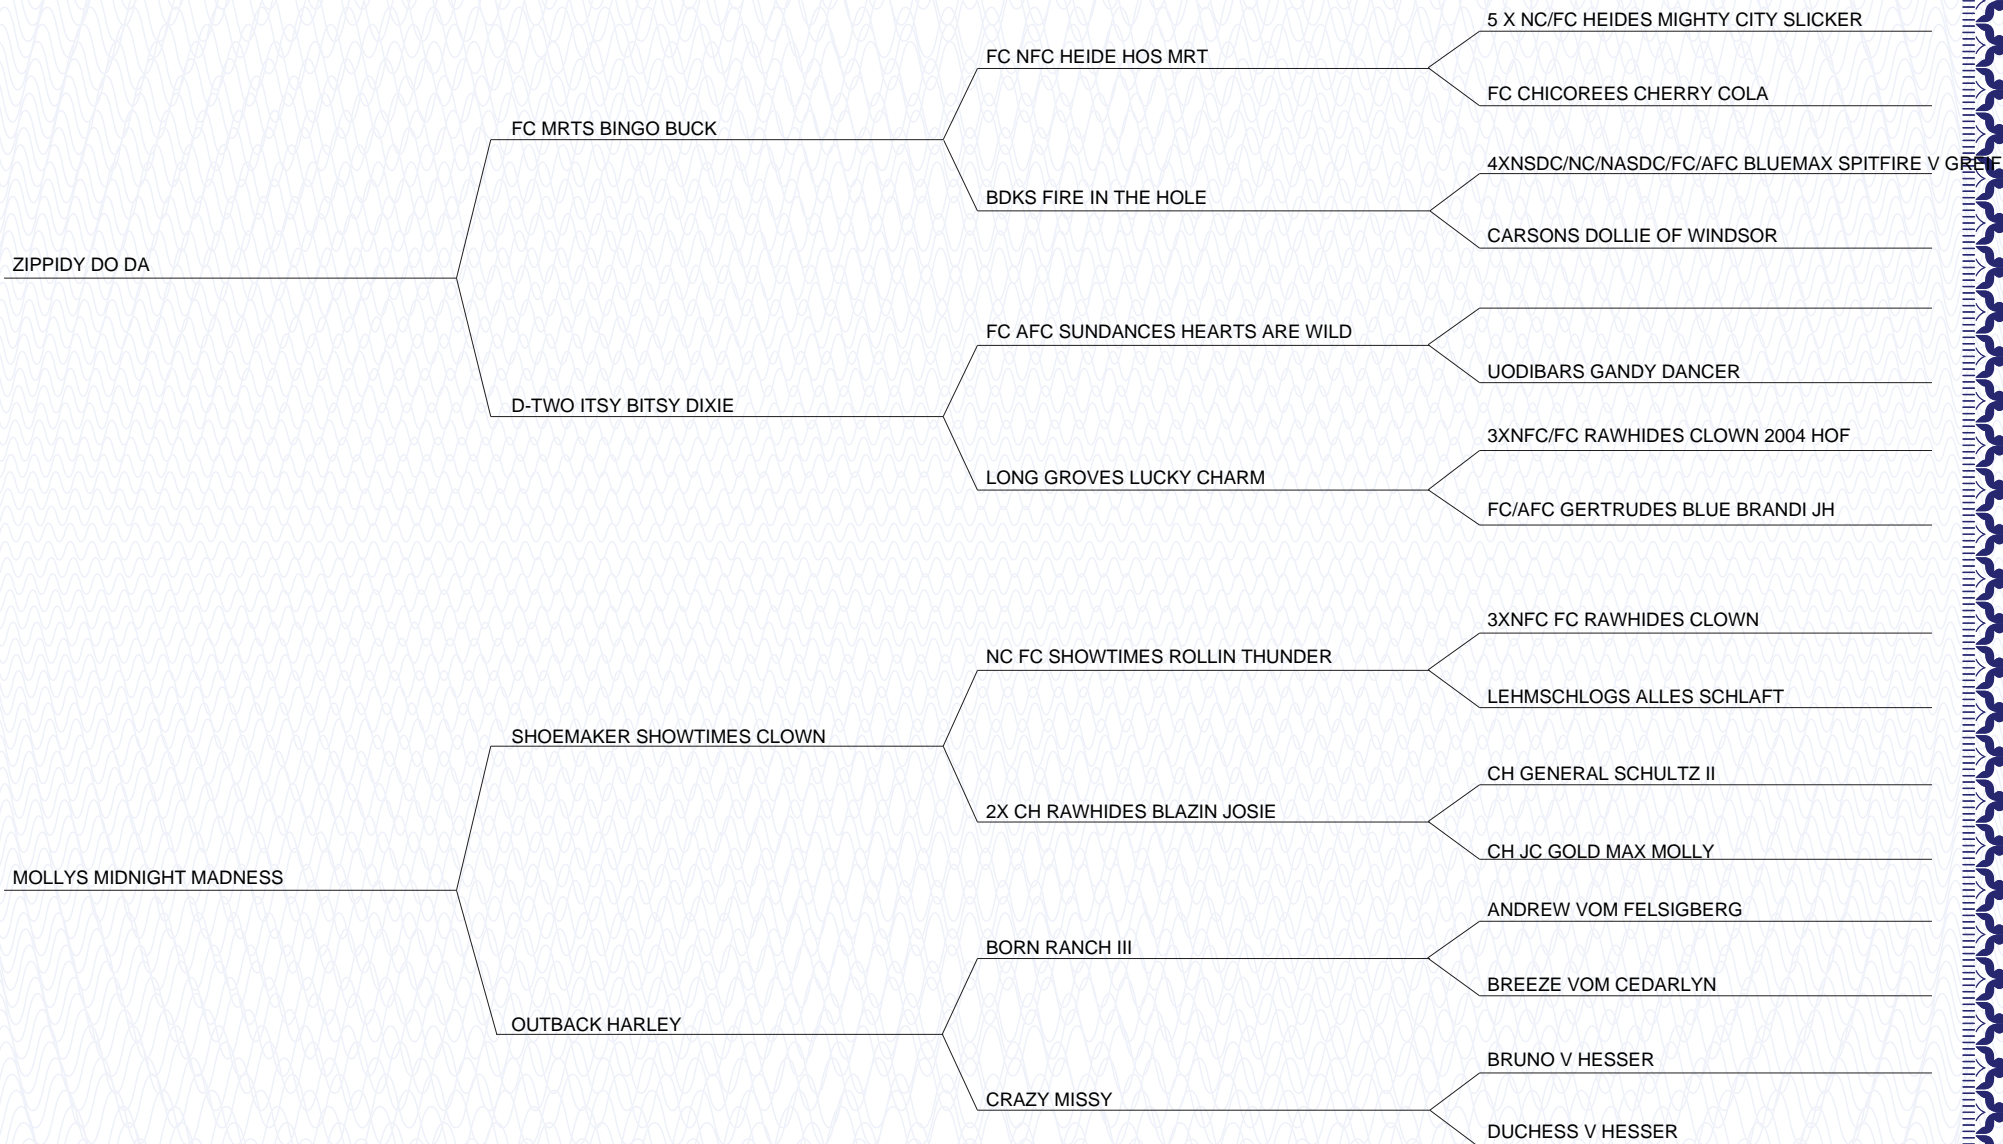 5 X NC/FC HEIDES MIGHTY CITY SLICKER
FC NFC HEIDE HOS MRT
FC CHICOREES CHERRY COLA
FC MRTS BINGO BUCK
4XNSDC/NC/NASDC/FC/AFC BLUEMAX SPITFIRE V GREIF
BDKS FIRE IN THE HOLE
CARSONS DOLLIE OF WINDSOR
ZIPPIDY DO DA
FC AFC SUNDANCES HEARTS ARE WILD
UODIBARS GANDY DANCER
D-TWO ITSY BITSY DIXIE
3XNFC/FC RAWHIDES CLOWN 2004 HOF
LONG GROVES LUCKY CHARM
FC/AFC GERTRUDES BLUE BRANDI JH
3XNFC FC RAWHIDES CLOWN
NC FC SHOWTIMES ROLLIN THUNDER
LEHMSCHLOGS ALLES SCHLAFT
SHOEMAKER SHOWTIMES CLOWN
CH GENERAL SCHULTZ II
2X CH RAWHIDES BLAZIN JOSIE
CH JC GOLD MAX MOLLY
MOLLYS MIDNIGHT MADNESS
ANDREW VOM FELSIGBERG
BORN RANCH III
BREEZE VOM CEDARLYN
OUTBACK HARLEY
BRUNO V HESSER
CRAZY MISSY
DUCHESS V HESSER